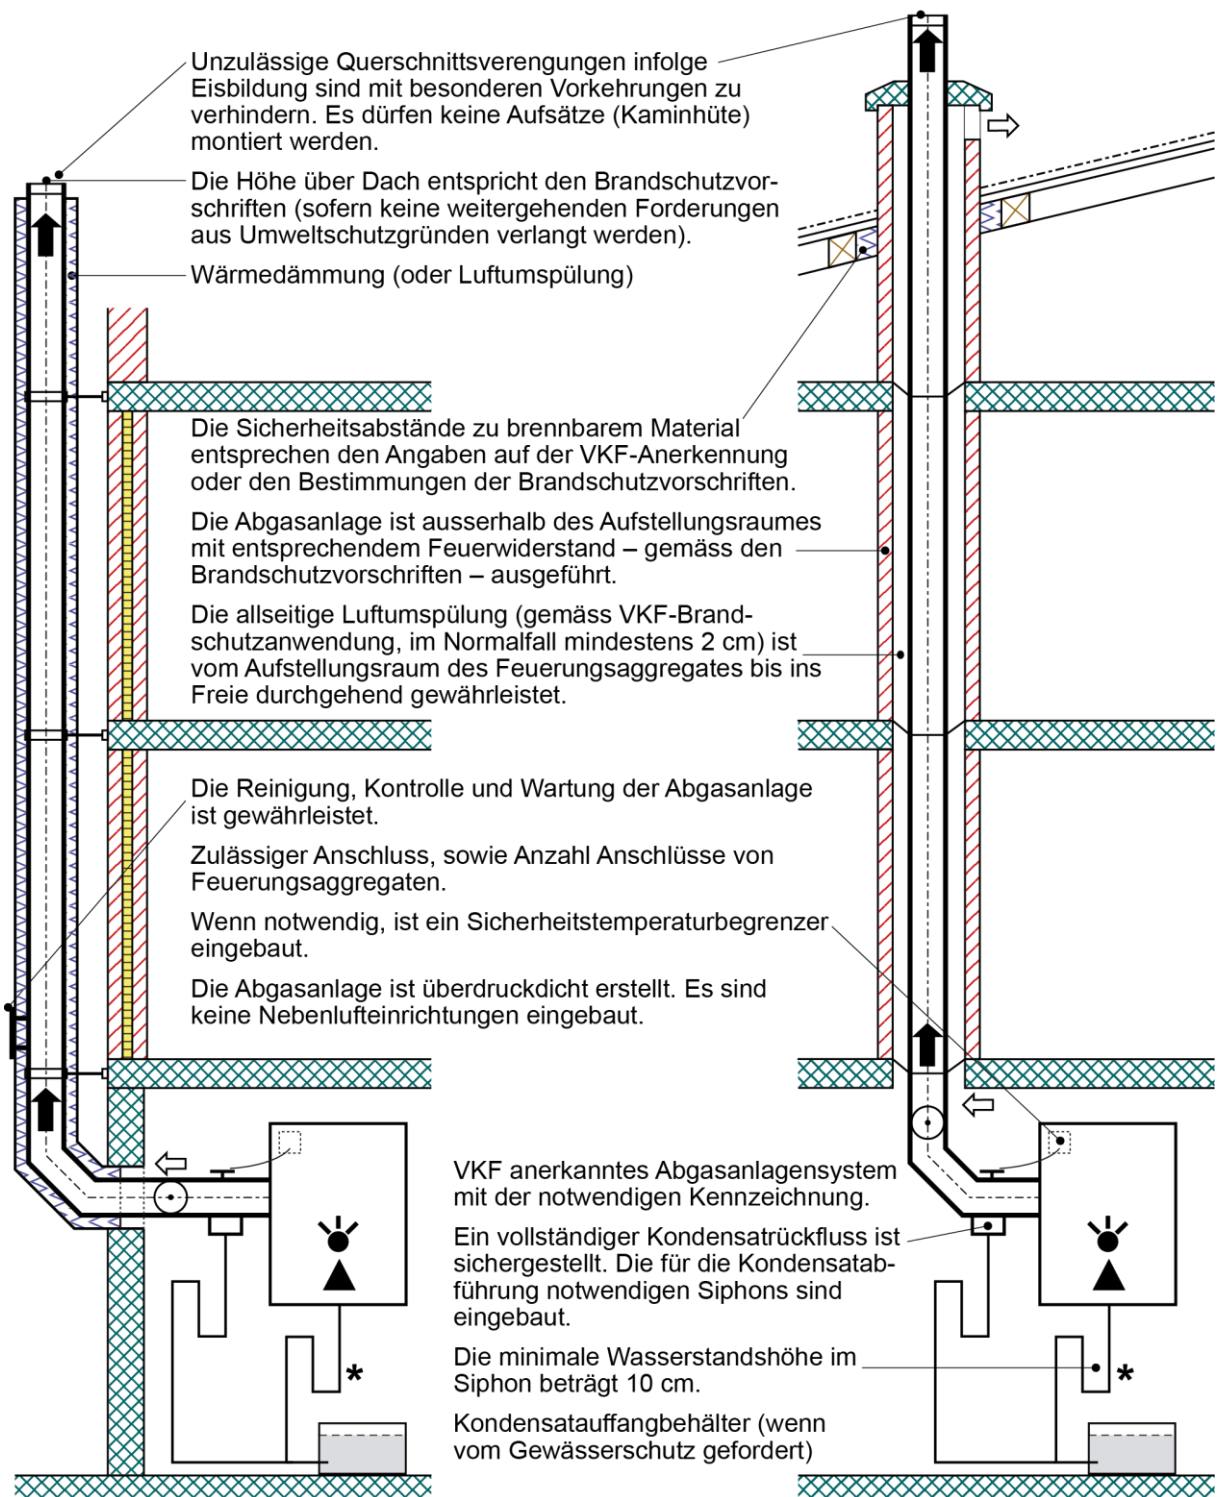 Unzulässige Querschnittsverengungen infolge
Eisbildung sind mit besonderen Vorkehrungen zu
verhindern. Es dürfen keine Aufsätze (Kaminhüte)
montiert werden.
Die Höhe über Dach entspricht den Brandschutzvor-
schriften (sofern keine weitergehenden Forderungen
aus Umweltschutzgründen verlangt werden).
Wärmedämmung (oder Luftumspülung)
Die Sicherheitsabstände zu brennbarem Material
entsprechen den Angaben auf der VKF-Anerkennung
oder den Bestimmungen der Brandschutzvorschriften.
Die Abgasanlage ist ausserhalb des Aufstellungsraumes
mit entsprechendem Feuerwiderstand – gemäss den
Brandschutzvorschriften – ausgeführt.
Die allseitige Luftumspülung (gemäss VKF-Brand-
schutzanwendung, im Normalfall mindestens 2 cm) ist
vom Aufstellungsraum des Feuerungsaggregates bis ins
Freie durchgehend gewährleistet.
Die Reinigung, Kontrolle und Wartung der Abgasanlage
ist gewährleistet.
Zulässiger Anschluss, sowie Anzahl Anschlüsse von
Feuerungsaggregaten.
Wenn notwendig, ist ein Sicherheitstemperaturbegrenzer
eingebaut.
Die Abgasanlage ist überdruckdicht erstellt. Es sind
keine Nebenlufteinrichtungen eingebaut.
VKF anerkanntes Abgasanlagensystem
mit der notwendigen Kennzeichnung.
Ein vollständiger Kondensatrückfluss ist
sichergestellt. Die für die Kondensatab-
führung notwendigen Siphons sind
eingebaut.
Die minimale Wasserstandshöhe im
Siphon beträgt 10 cm.
*
*
Kondensatauffangbehälter (wenn
vom Gewässerschutz gefordert)